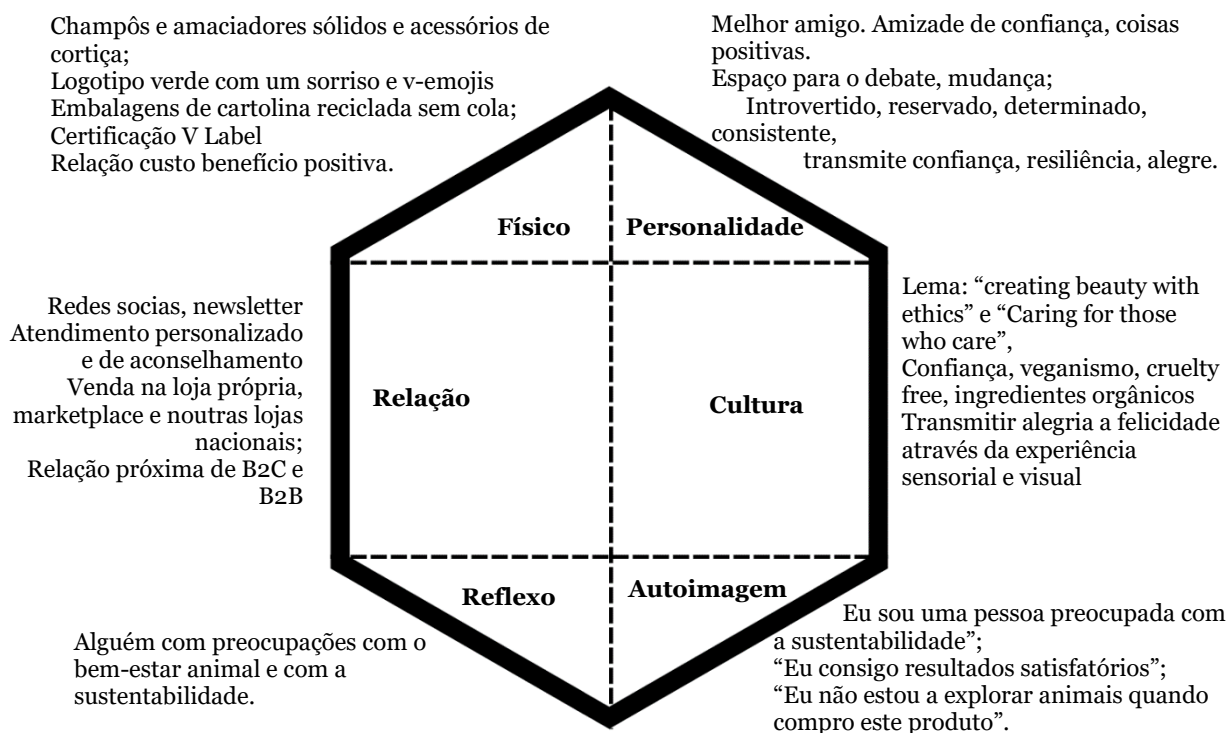 Champôs e amaciadores sólidos e acessórios de
cortiça;
Logotipo verde com um sorriso e v-emojis
Embalagens de cartolina reciclada sem cola;
Certificação V Label
Relação custo benefício positiva.
Melhor amigo. Amizade de confiança, coisas
positivas.
Espaço para o debate, mudança;
Introvertido, reservado, determinado,
consistente,
transmite confiança, resiliência, alegre.
Físico
Personalidade
Redes socias, newsletter
Atendimento personalizado
e de aconselhamento
Venda na loja própria,
marketplace e noutras lojas
nacionais;
Relação próxima de B2C e
B2B
Relação
Cultura
Lema: “creating beauty with
ethics” e “Caring for those
who care”,
Confiança, veganismo, cruelty
free, ingredientes orgânicos
Transmitir alegria a felicidade
através da experiência
sensorial e visual
Reflexo
Autoimagem
Alguém com preocupações com o
bem-estar animal e com a
sustentabilidade.
Eu sou uma pessoa preocupada com
a sustentabilidade”;
“Eu consigo resultados satisfatórios”;
“Eu não estou a explorar animais quando
compro este produto”.